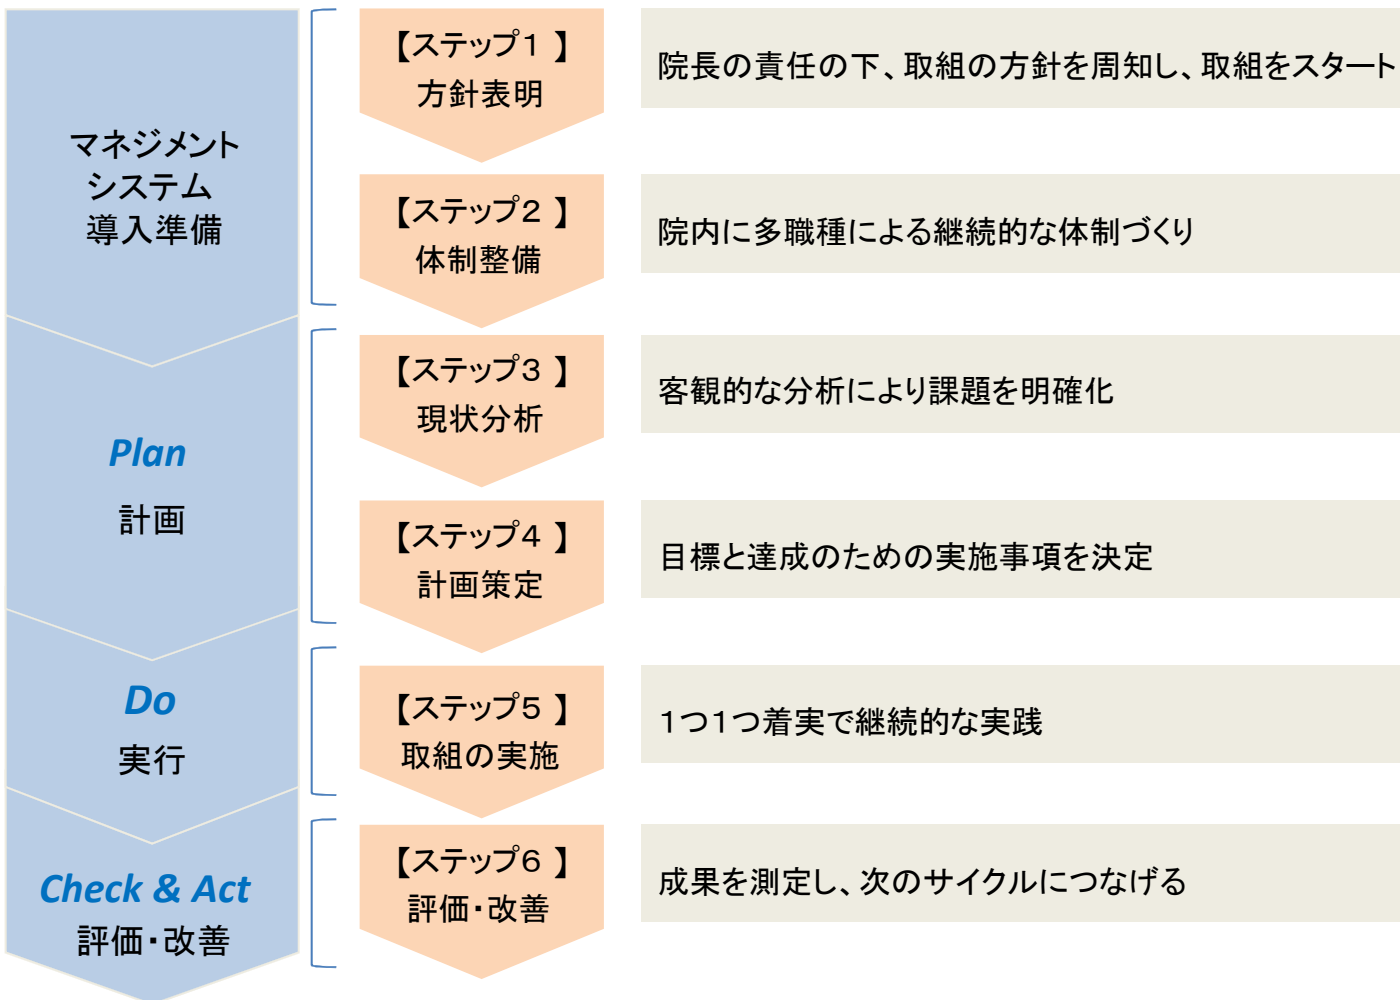 マネジメント
システム
導入準備
【ステップ1 】
方針表明
院長の責任の下、取組の方針を周知し、取組をスタート
【ステップ2 】
体制整備
院内に多職種による継続的な体制づくり
Plan
計画
【ステップ3 】
現状分析
客観的な分析により課題を明確化
【ステップ4 】
計画策定
目標と達成のための実施事項を決定
Do
実行
【ステップ5 】
取組の実施
1つ1つ着実で継続的な実践
Check & Act
評価・改善
【ステップ6 】
評価・改善
成果を測定し、次のサイクルにつなげる